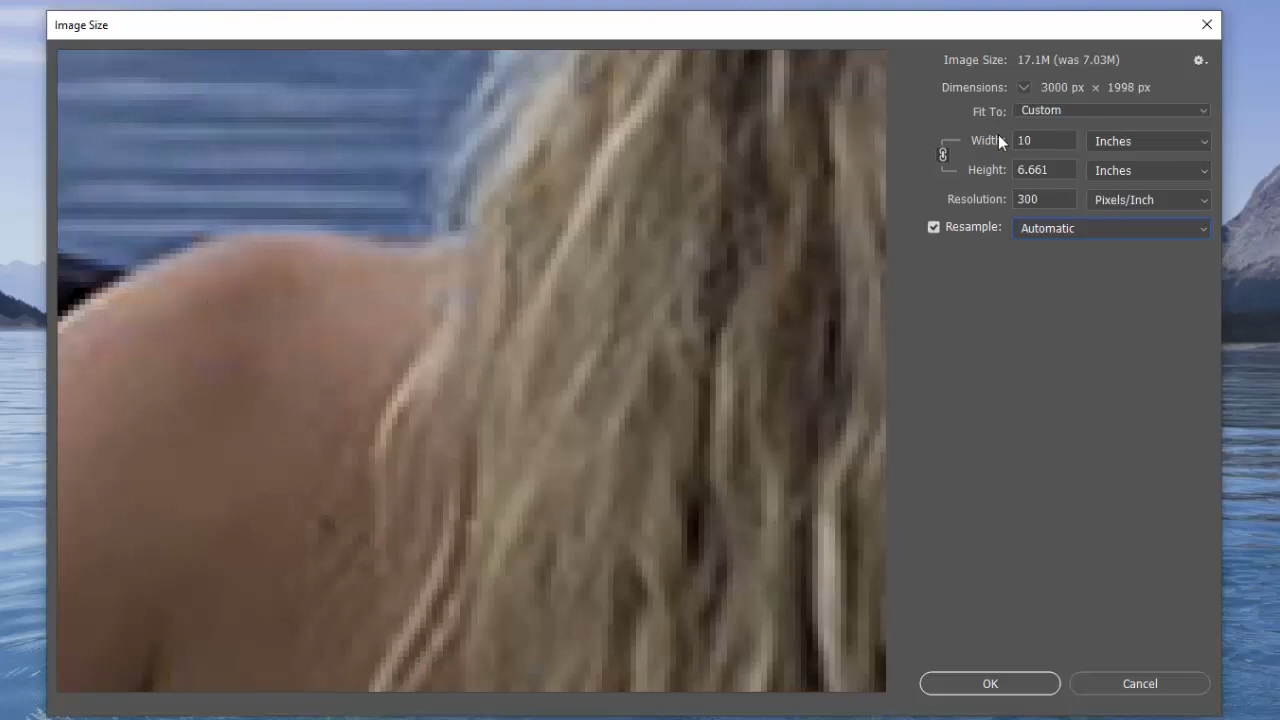 Image Size
Image Size: 17.1M (was 7.03M)
Dimensions: 3000 px × 1998 px
Fit To: Custom
Width: 10 Inches
Height: 6.661 Inches
Resolution: 300 Pixels/Inch
Resample: Automatic
OK Cancel